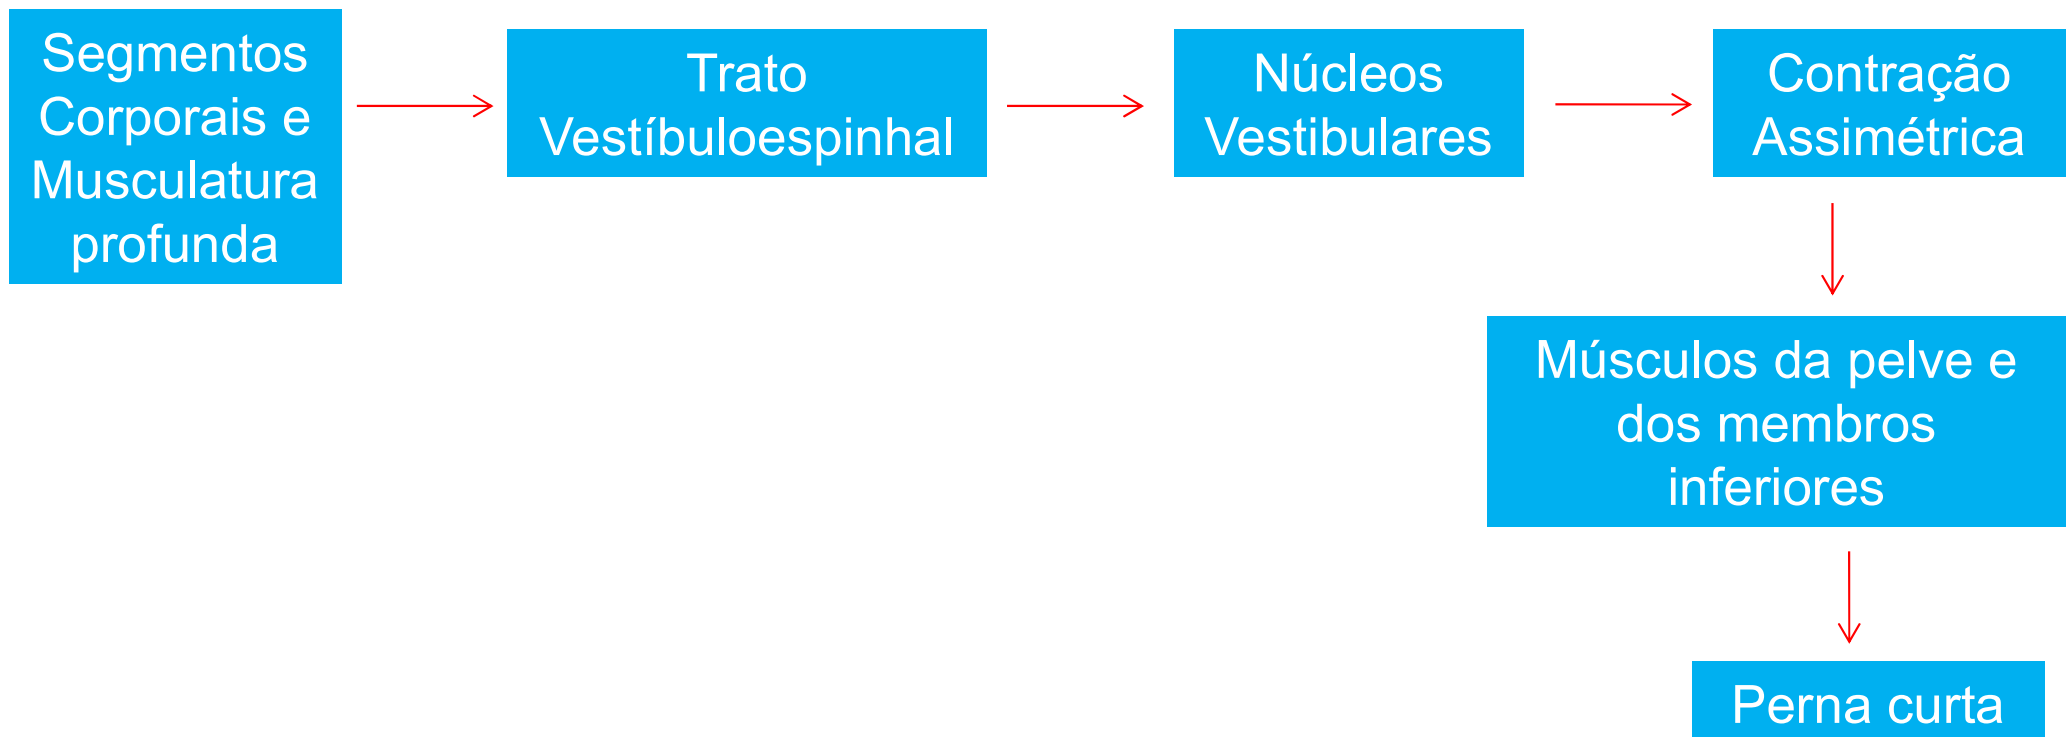 Segmentos
Corporais e
Musculatura
profunda
Trato
Vestíbuloespinhal
Núcleos
Vestibulares
Contração
Assimétrica
Músculos da pelve e
dos membros
inferiores
Perna curta